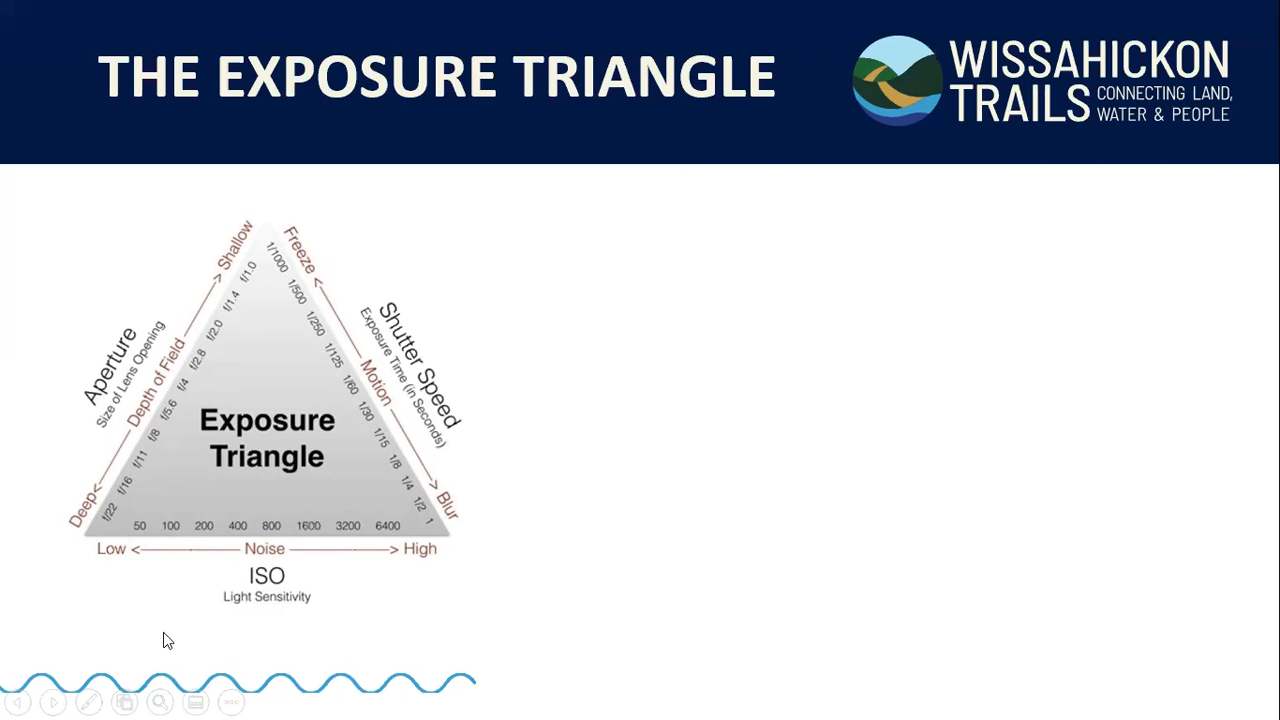 THE EXPOSURE TRIANGLE
WISSAHICKON
TRAILS
CONNECTING LAND,
WATER & PEOPLE
Aperture
Size of Lens Opening
Deep <— Depth of Field —> Shallow
f/22 f/16 f/11 f/8 f/5.6 f/4 f/2.8 f/2.0 f/1.4 f/1.0
Shutter Speed
Exposure Time (in Seconds)
Freeze <— Motion —> Blur
1/1000 1/500 1/250 1/125 1/60 1/30 1/15 1/8 1/4 1/2 1
Exposure
Triangle
50 100 200 400 800 1600 3200 6400
Low <— Noise —> High
ISO
Light Sensitivity